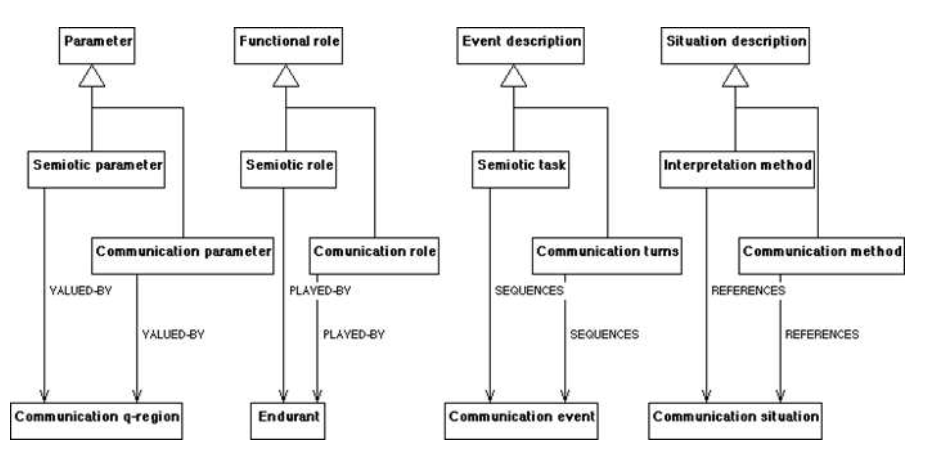 Parameter
Functional role
Event description
Situation description
Semiotic parameter
Semiotic role
Semiotic task
Interpretation method
Communication parameter
Comunication role
Communication turns
Communication method
VALUED-BY
PLAYED-BY
SEQUENCES
REFERENCES
VALUED-BY
PLAYED-BY
SEQUENCES
REFERENCES
Communication q-region
Endurant
Communication event
Communication situation